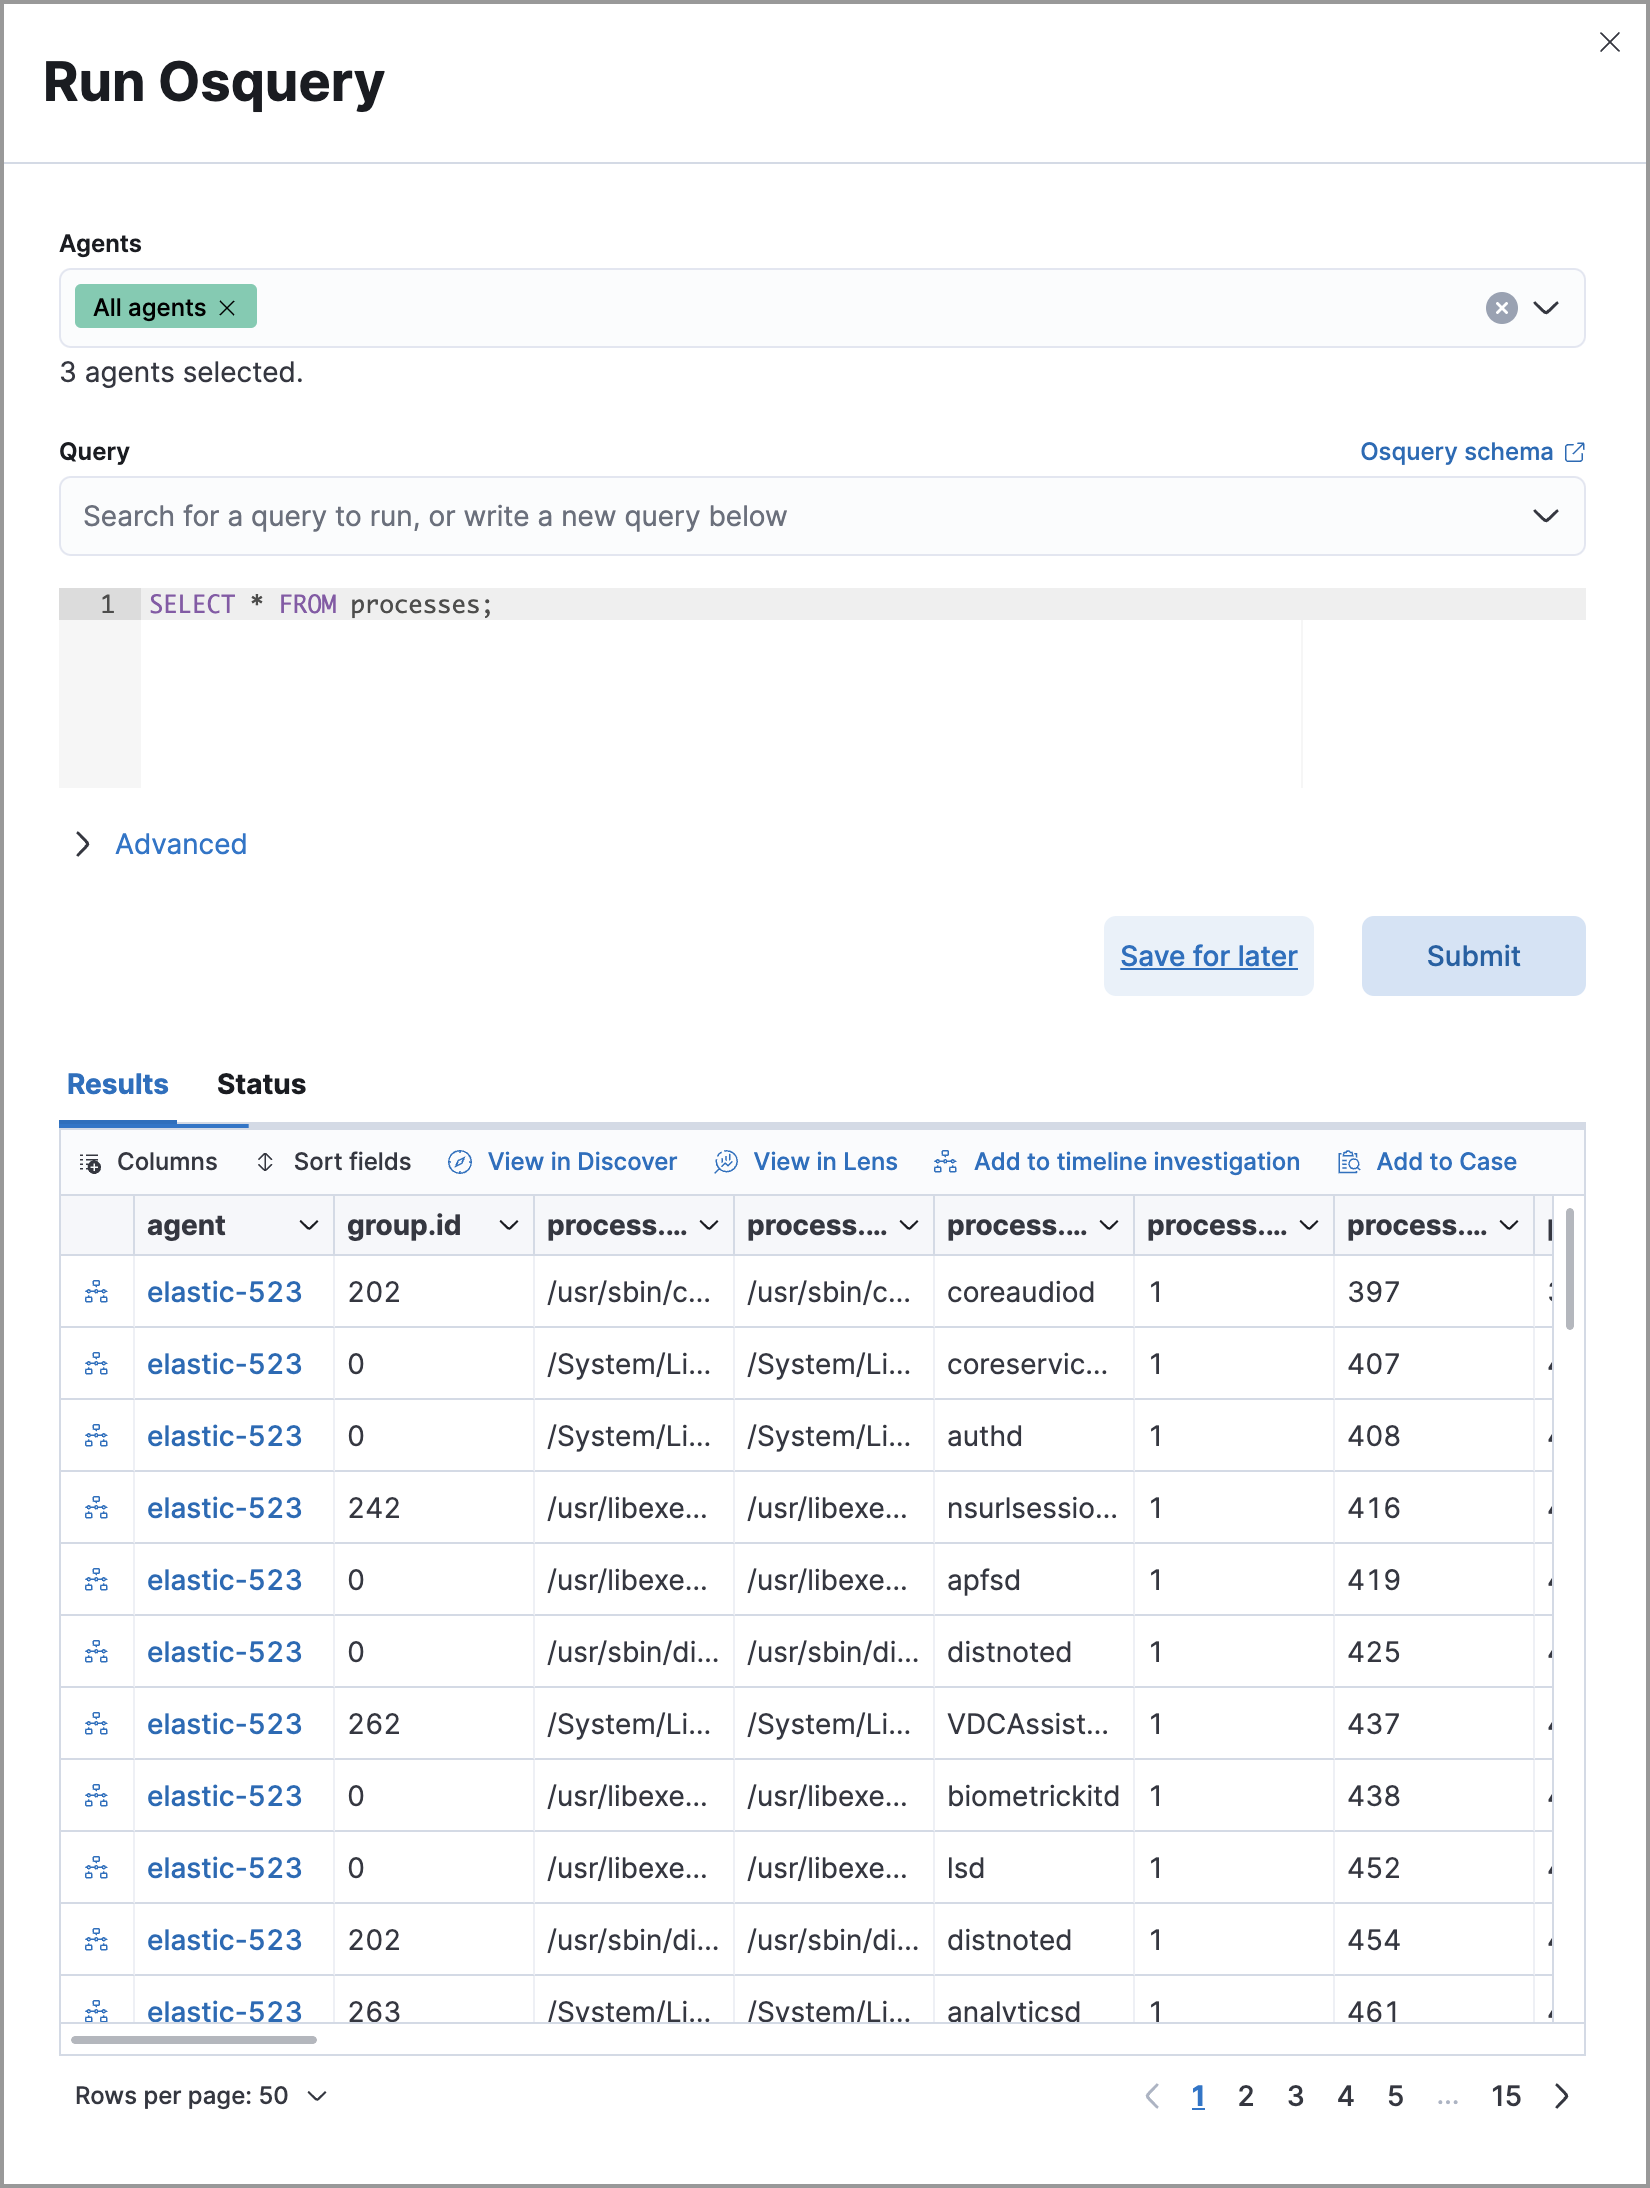 Run Osquery
Agents
All agents
3 agents selected.
Query Osquery schema
Search for a query to run, or write a new query below
1 SELECT * FROM processes;
Advanced
Save for later Submit
Results Status
Columns Sort fields View in Discover View in Lens Add to timeline investigation Add to Case
agent group.id process.... process.... process.... process.... process....
elastic-523 202 /usr/sbin/c... /usr/sbin/c... coreaudiod 1 397
elastic-523 0 /System/Li... /System/Li... coreservic... 1 407
elastic-523 0 /System/Li... /System/Li... authd 1 408
elastic-523 242 /usr/libexe... /usr/libexe... nsurlsessio... 1 416
elastic-523 0 /usr/libexe... /usr/libexe... apfsd 1 419
elastic-523 0 /usr/sbin/di... /usr/sbin/di... distnoted 1 425
elastic-523 262 /System/Li... /System/Li... VDCAssist... 1 437
elastic-523 0 /usr/libexe... /usr/libexe... biometrickitd 1 438
elastic-523 0 /usr/libexe... /usr/libexe... lsd 1 452
elastic-523 202 /usr/sbin/di... /usr/sbin/di... distnoted 1 454
elastic-523 263 /System/Li... /System/Li... analyticsd 1 461
Rows per page: 50 1 2 3 4 5 ... 15